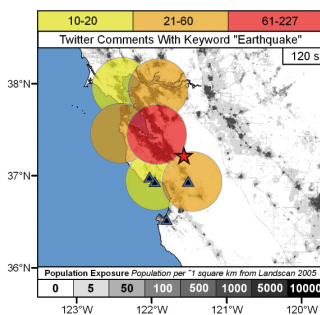 10-20 21-60 61-227
Twitter Comments With Keyword "Earthquake"
120 s
38°N
37°N
36°N
Population Exposure Population per ~1 square km from Landscan 2005
0 5 50 100 500 1000 5000 10000
123°W 122°W 121°W 120°W